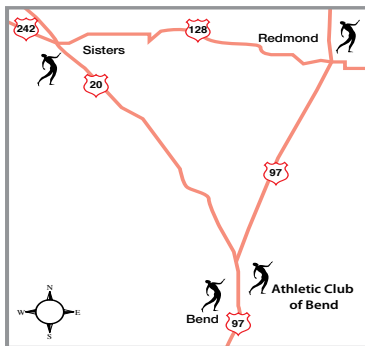 242
128
Redmond
Sisters
20
97
Athletic Club
of Bend
Bend
97
N
W E
S